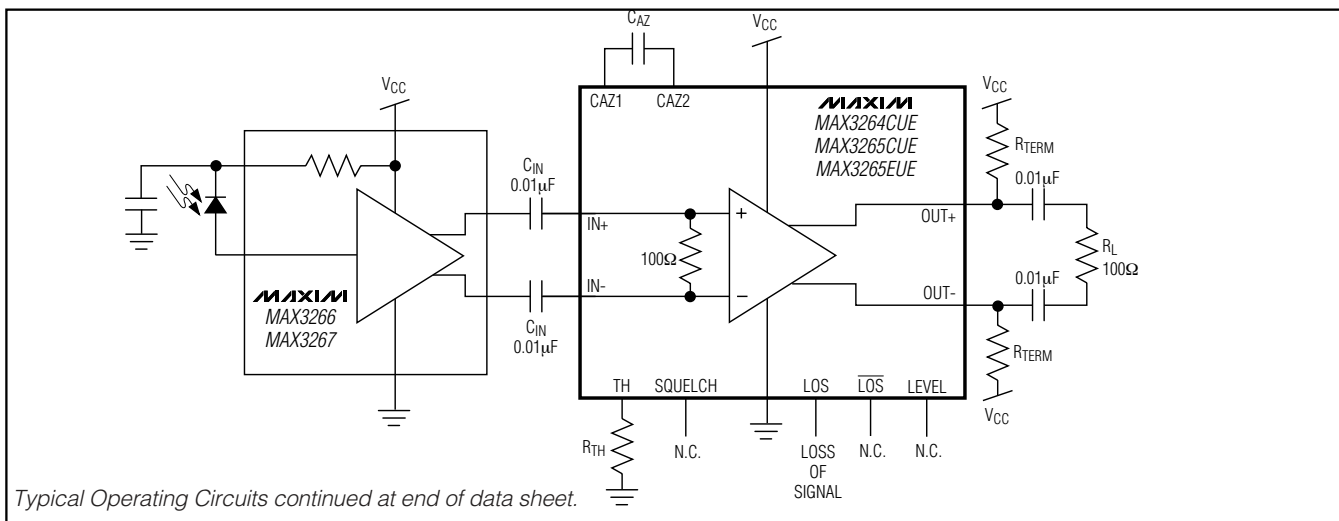 C_AZ
V_CC
CAZ1
CAZ2
V_CC
MAXIM
MAX3264CUE
MAX3265CUE
MAX3265EUE
V_CC
R_TERM
C_IN
0.01µF
0.01µF
IN+
+
OUT+
100Ω
R_L
100Ω
IN-
−
OUT-
0.01µF
MAXIM
MAX3266
MAX3267
C_IN
0.01µF
R_TERM
V_CC
TH
SQUELCH
LOS
L̅O̅S̅
LEVEL
R_TH
N.C.
LOSS
OF
SIGNAL
N.C.
N.C.
Typical Operating Circuits continued at end of data sheet.